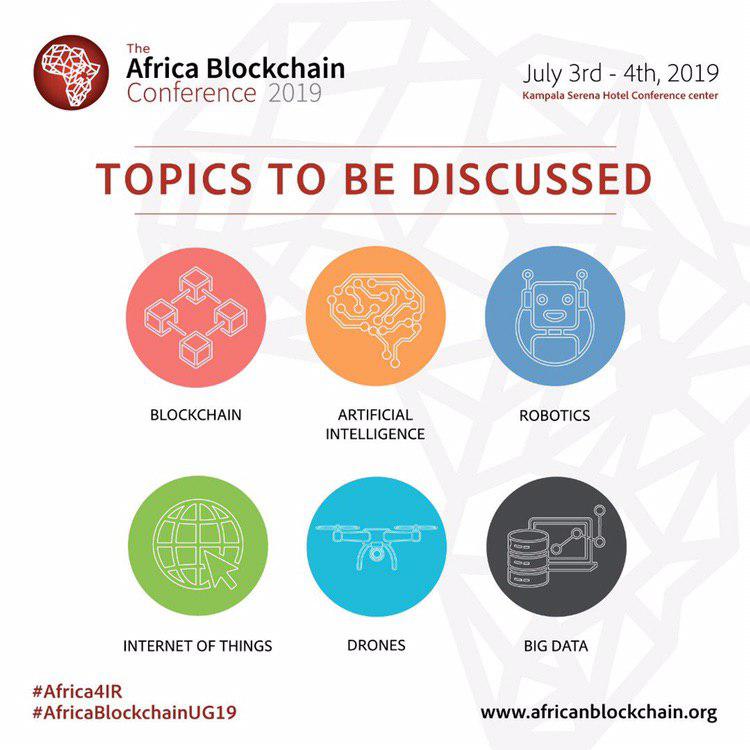 The
Africa Blockchain
Conference 2019
July 3rd - 4th, 2019
Kampala Serena Hotel Conference center
TOPICS TO BE DISCUSSED
BLOCKCHAIN
ARTIFICIAL
INTELLIGENCE
ROBOTICS
INTERNET OF THINGS
DRONES
BIG DATA
#Africa4IR
#AfricaBlockchainUG19
www.africanblockchain.org